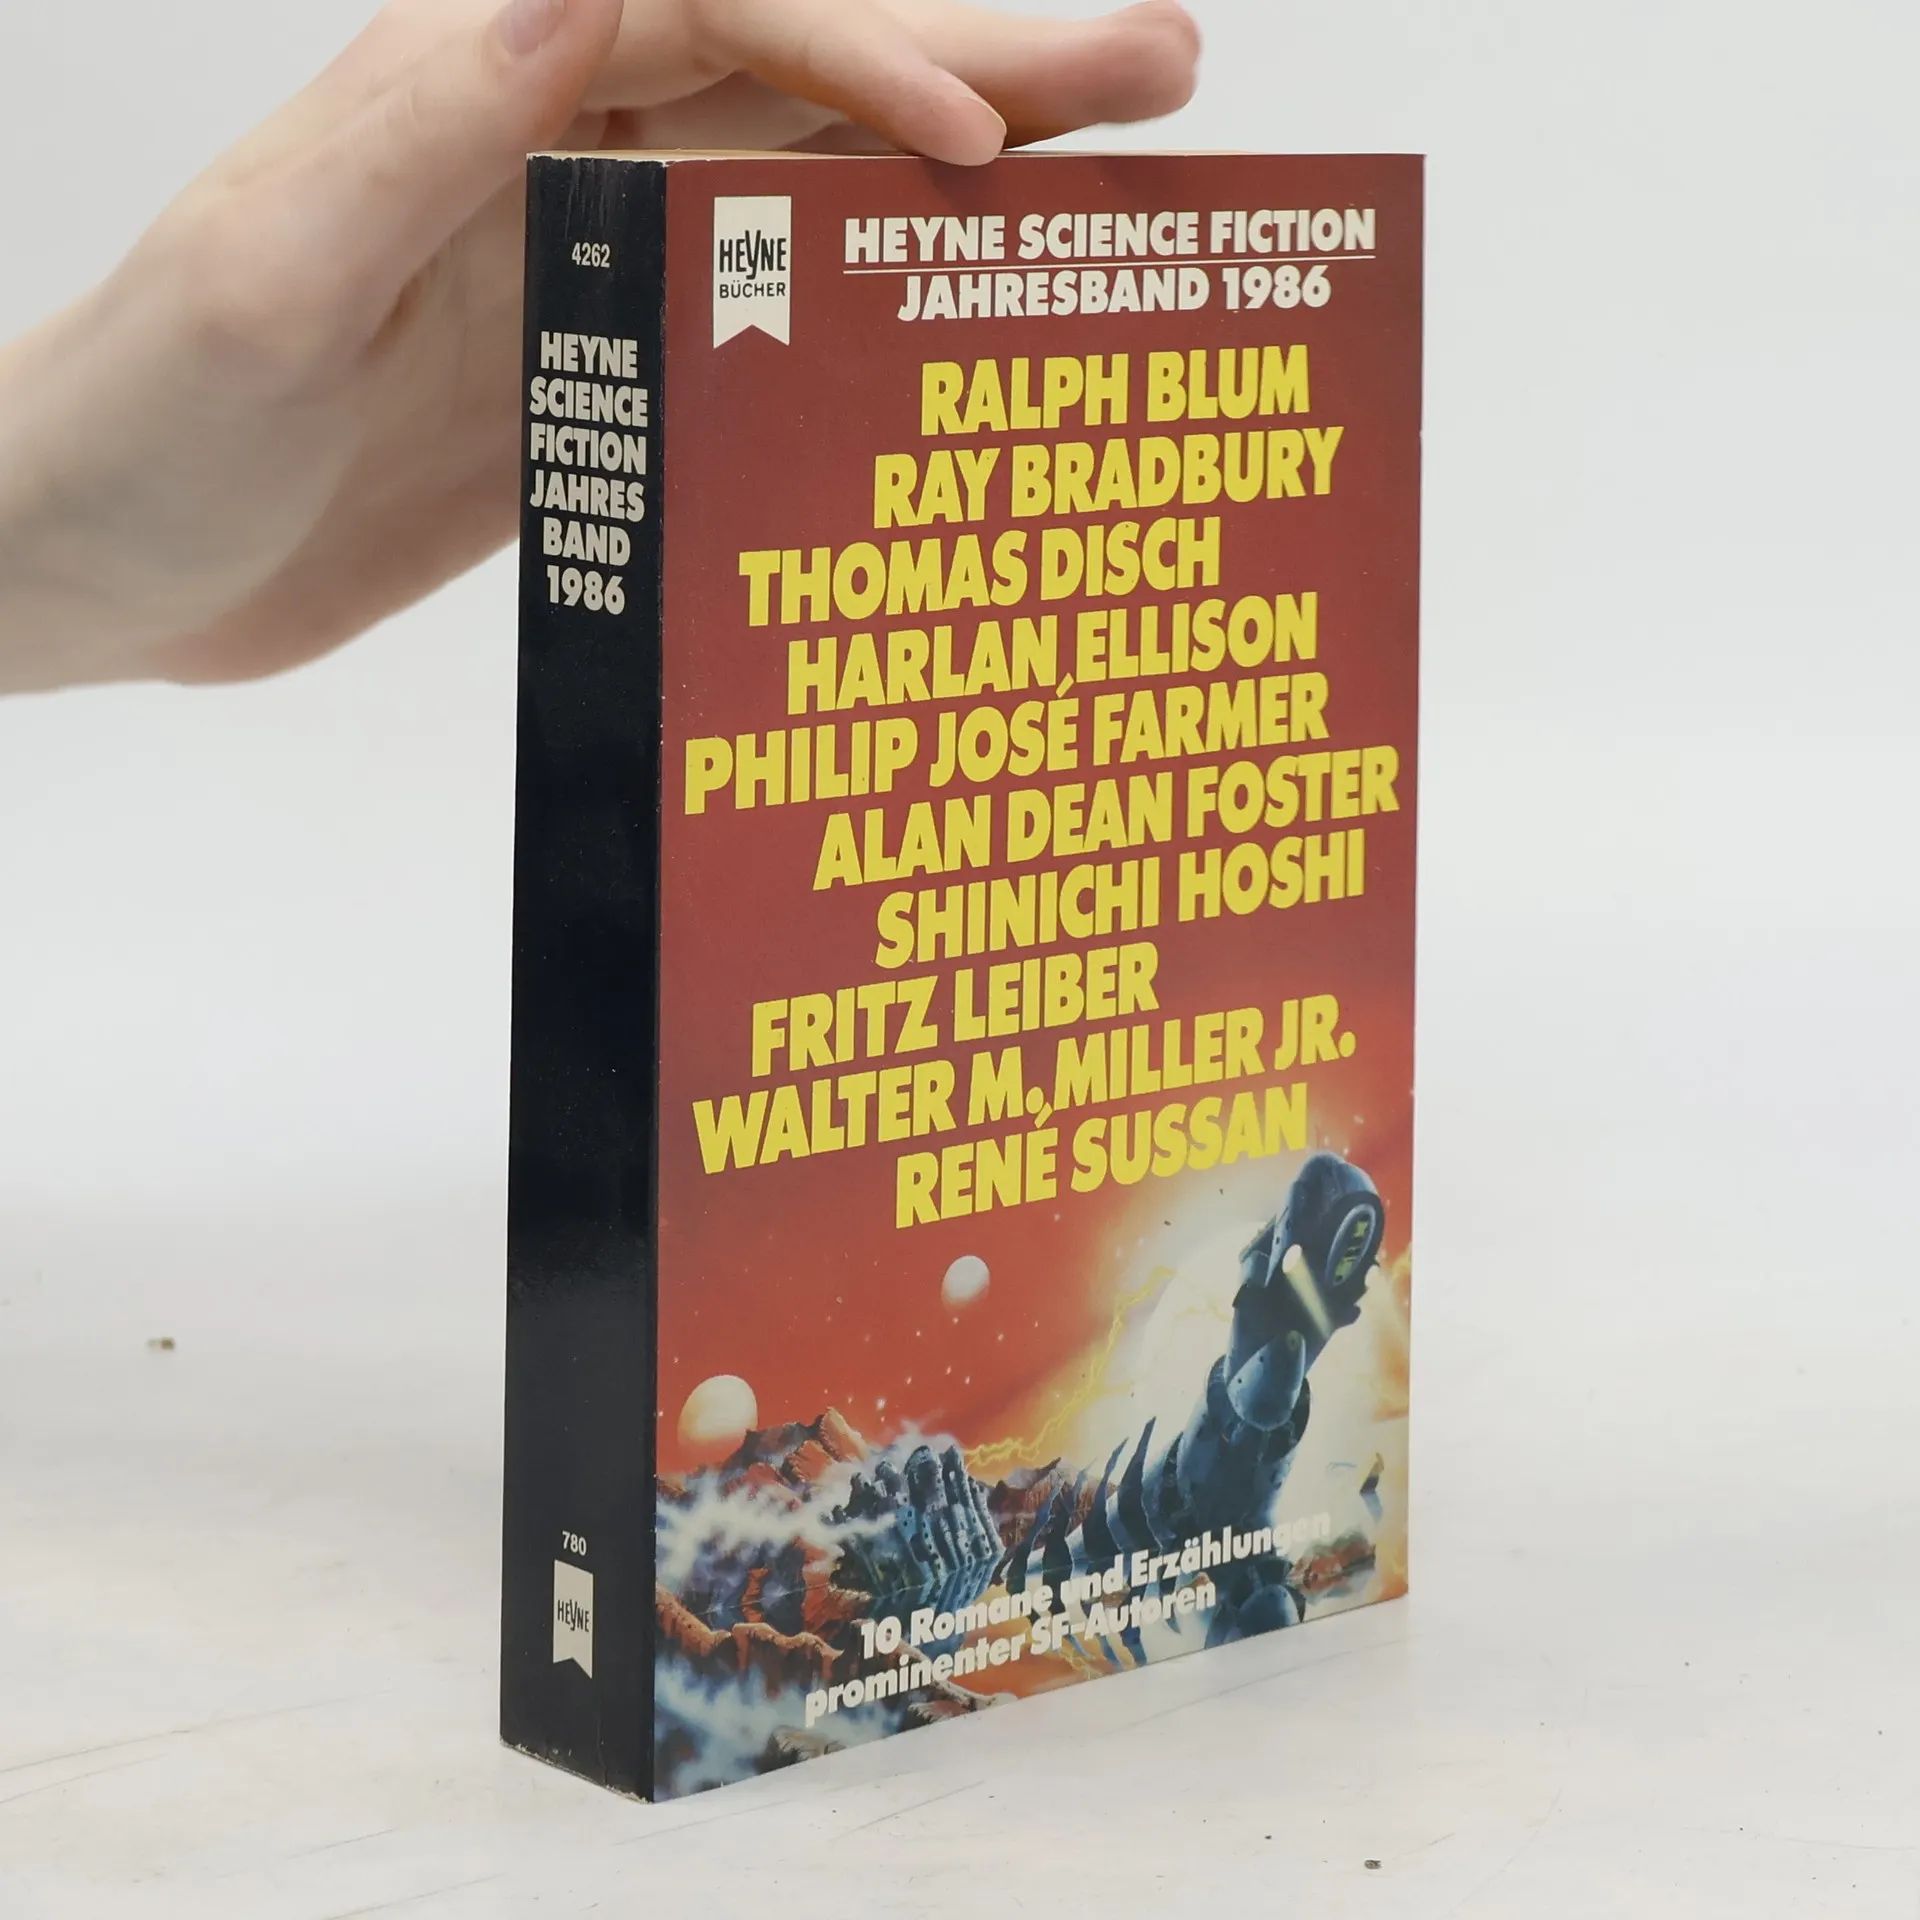 4262
HEYNE
SCIENCE
FICTION
JAHRES
BAND
1986
780
HEYNE
HEYNE
BÜCHER
HEYNE SCIENCE FICTION
JAHRESBAND 1986
RALPH BLUM
RAY BRADBURY
THOMAS DISCH
HARLAN ELLISON
PHILIP JOSÉ FARMER
ALAN DEAN FOSTER
SHINICHI HOSHI
FRITZ LEIBER
WALTER M. MILLER JR.
RENÉ SUSSAN
10 Romane und Erzählungen
prominenter SF-Autoren